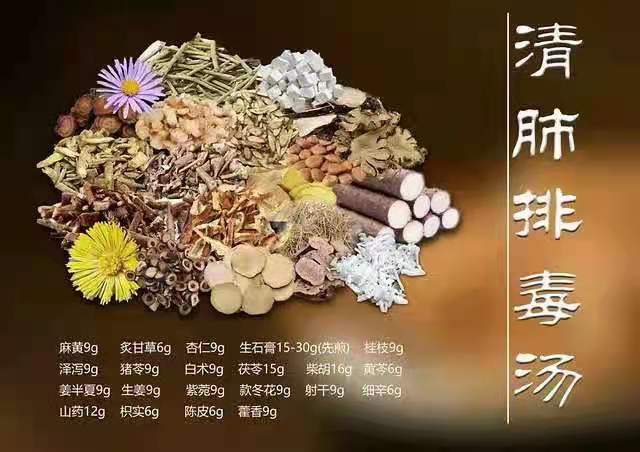 清肺排毒汤
麻黄9g 炙甘草6g 杏仁9g 生石膏15-30g(先煎) 桂枝9g
泽泻9g 猪苓9g 白术9g 茯苓15g 柴胡16g 黄芩6g
姜半夏9g 生姜9g 紫菀9g 款冬花9g 射干9g 细辛6g
山药12g 枳实6g 陈皮6g 藿香9g